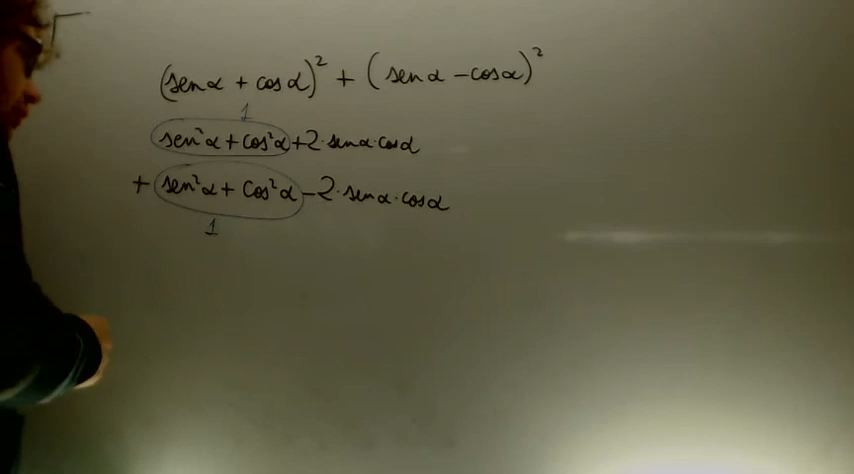 (sen α + cos α)² + (sen α - cos α)²
1
sen²α + cos²α + 2·sen α·cos α
+ sen²α + cos²α - 2·sen α·cos α
1